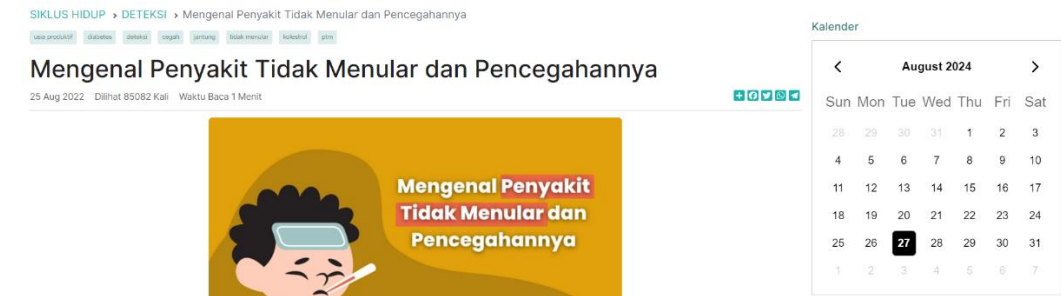 SIKLUS HIDUP > DETEKSI > Mengenal Penyakit Tidak Menular dan Pencegahannya
usia produktif diabetes deteksi cegah jantung tidak menular kolestrol ptm
Mengenal Penyakit Tidak Menular dan Pencegahannya
25 Aug 2022 Dilihat 85082 Kali Waktu Baca 1 Menit
Mengenal Penyakit
Tidak Menular dan
Pencegahannya
Kalender
< August 2024 >
Sun Mon Tue Wed Thu Fri Sat
28 29 30 31 1 2 3
4 5 6 7 8 9 10
11 12 13 14 15 16 17
18 19 20 21 22 23 24
25 26 27 28 29 30 31
1 2 3 4 5 6 7